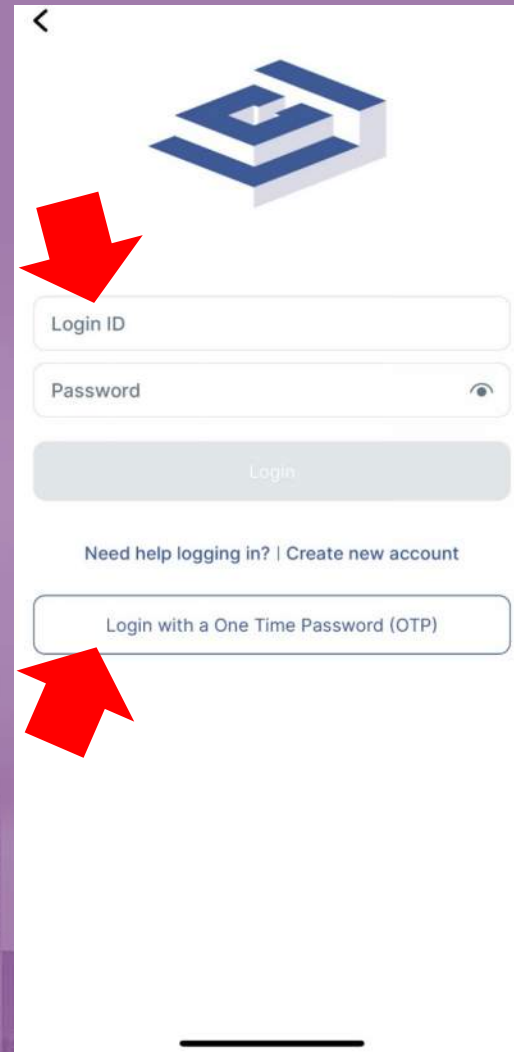 Login ID
Password
Login
Need help logging in? | Create new account
Login with a One Time Password (OTP)